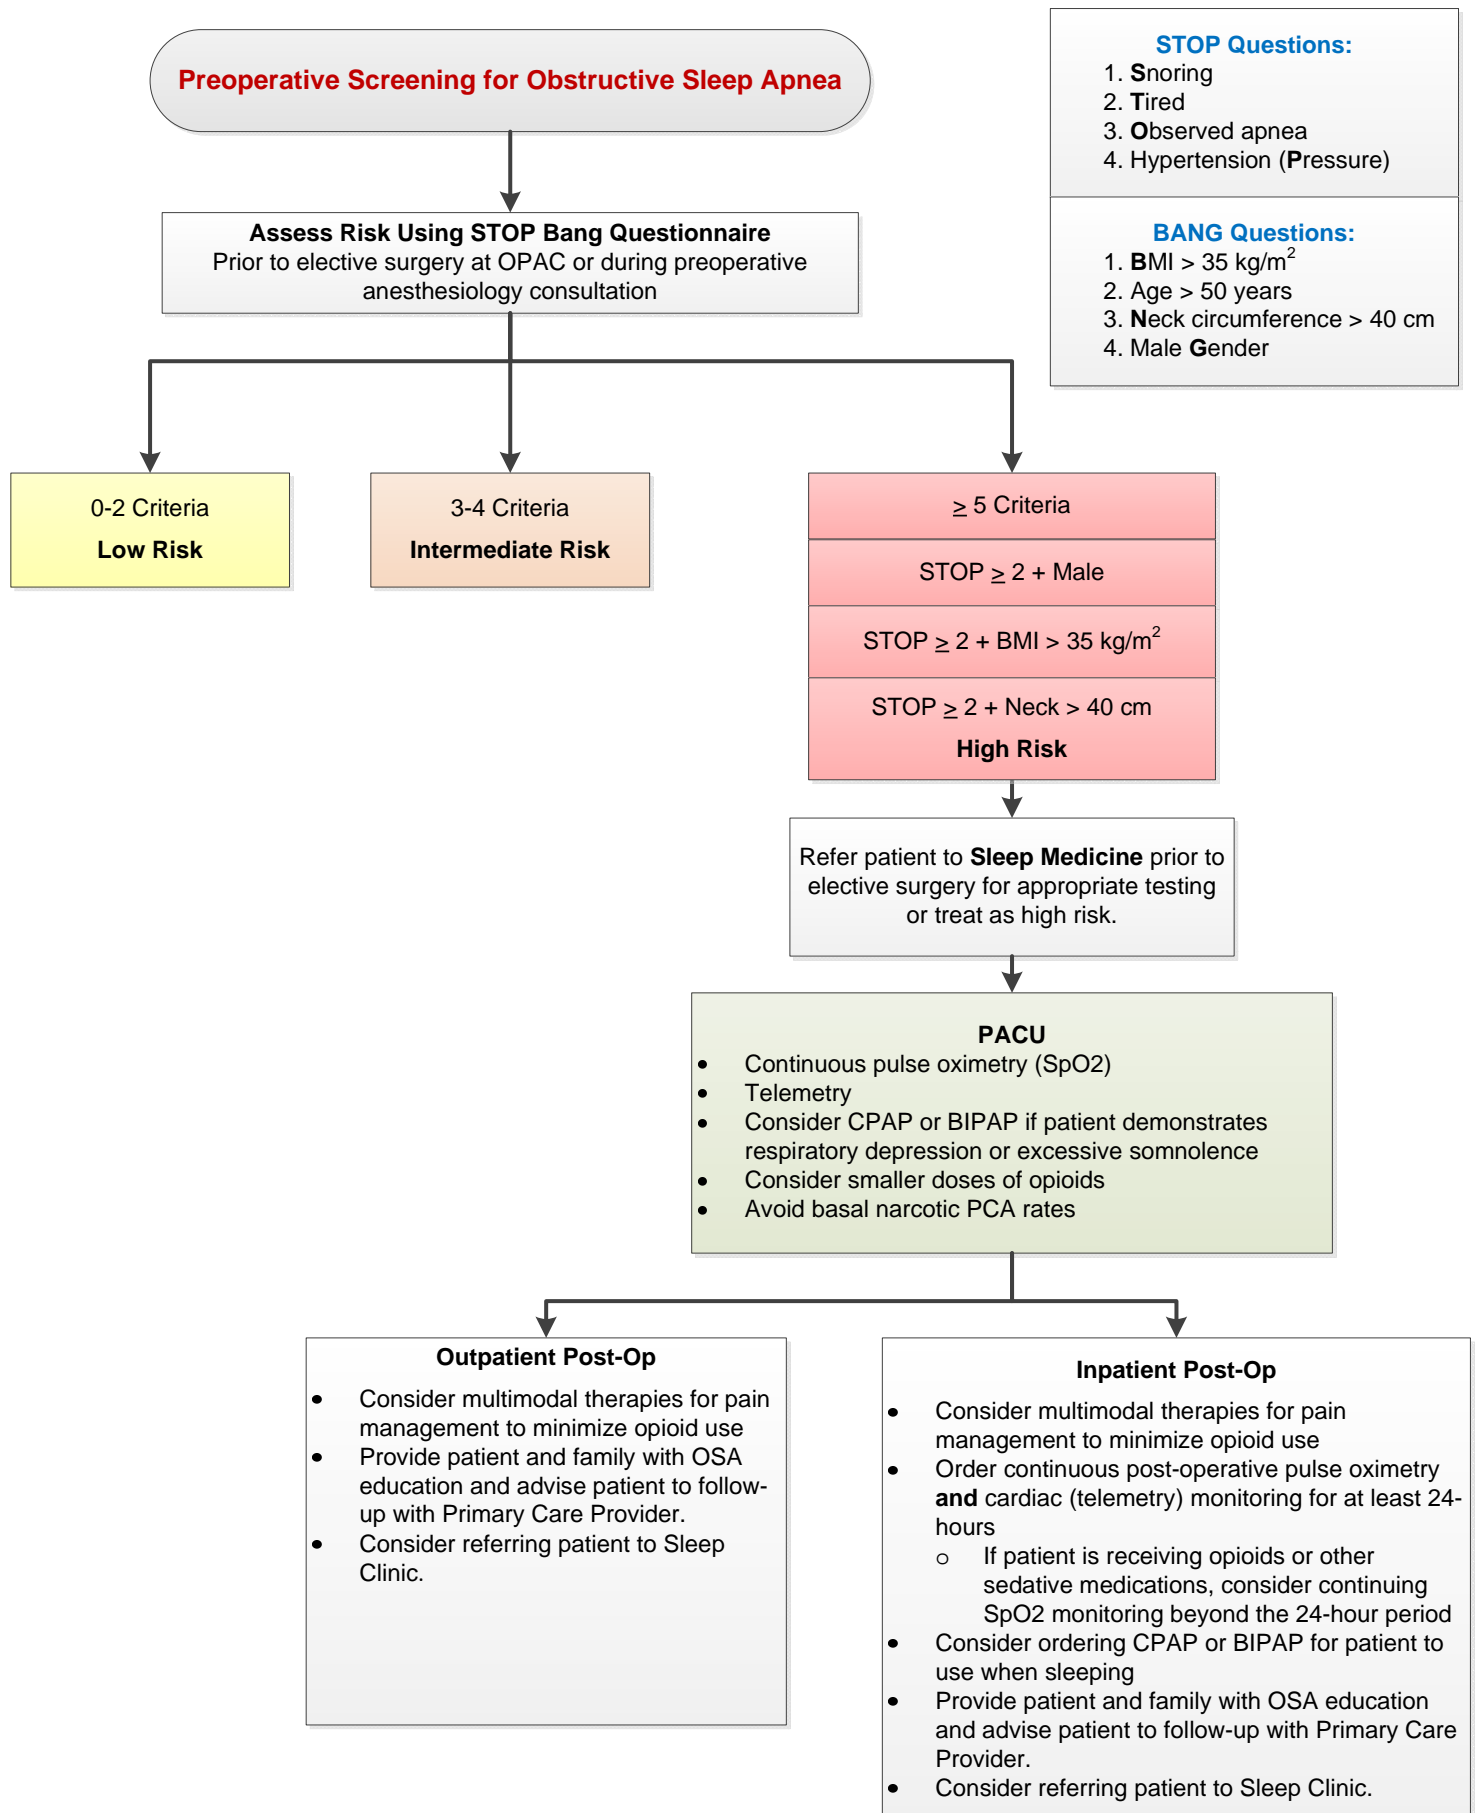 Preoperative Screening for Obstructive Sleep Apnea
STOP Questions:
1. Snoring
2. Tired
3. Observed apnea
4. Hypertension (Pressure)
BANG Questions:
1. BMI > 35 kg/m²
2. Age > 50 years
3. Neck circumference > 40 cm
4. Male Gender
Assess Risk Using STOP Bang Questionnaire
Prior to elective surgery at OPAC or during preoperative
anesthesiology consultation
0-2 Criteria
Low Risk
3-4 Criteria
Intermediate Risk
≥ 5 Criteria
STOP ≥ 2 + Male
STOP ≥ 2 + BMI > 35 kg/m²
STOP ≥ 2 + Neck > 40 cm
High Risk
Refer patient to Sleep Medicine prior to
elective surgery for appropriate testing
or treat as high risk.
PACU
• Continuous pulse oximetry (SpO2)
• Telemetry
• Consider CPAP or BIPAP if patient demonstrates
respiratory depression or excessive somnolence
• Consider smaller doses of opioids
• Avoid basal narcotic PCA rates
Outpatient Post-Op
• Consider multimodal therapies for pain
management to minimize opioid use
• Provide patient and family with OSA
education and advise patient to follow-
up with Primary Care Provider.
• Consider referring patient to Sleep
Clinic.
Inpatient Post-Op
• Consider multimodal therapies for pain
management to minimize opioid use
• Order continuous post-operative pulse oximetry
and cardiac (telemetry) monitoring for at least 24-
hours
o If patient is receiving opioids or other
sedative medications, consider continuing
SpO2 monitoring beyond the 24-hour period
• Consider ordering CPAP or BIPAP for patient to
use when sleeping
• Provide patient and family with OSA education
and advise patient to follow-up with Primary Care
Provider.
• Consider referring patient to Sleep Clinic.